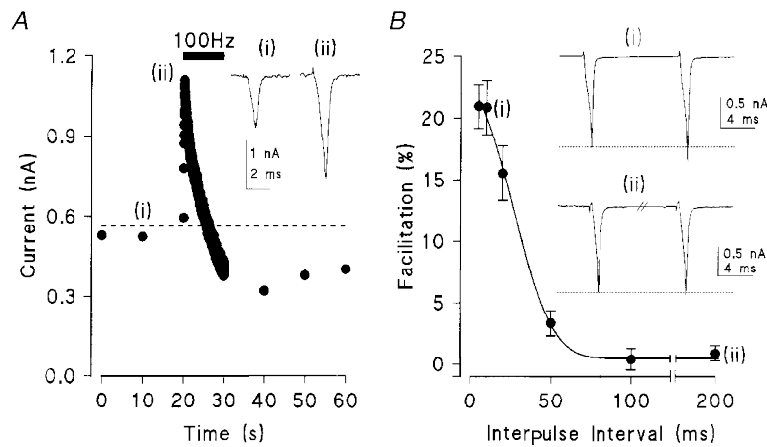 A
100Hz
(i)
(ii)
(ii)
(i)
1 nA
2 ms
1.2
0.9
0.6
0.3
0.0
Current (nA)
0 10 20 30 40 50 60
Time (s)
B
(i)
0.5 nA
4 ms
(i)
(ii)
0.5 nA
4 ms
(ii)
25
20
15
10
5
0
Facilitation (%)
0 50 100 200
Interpulse Interval (ms)